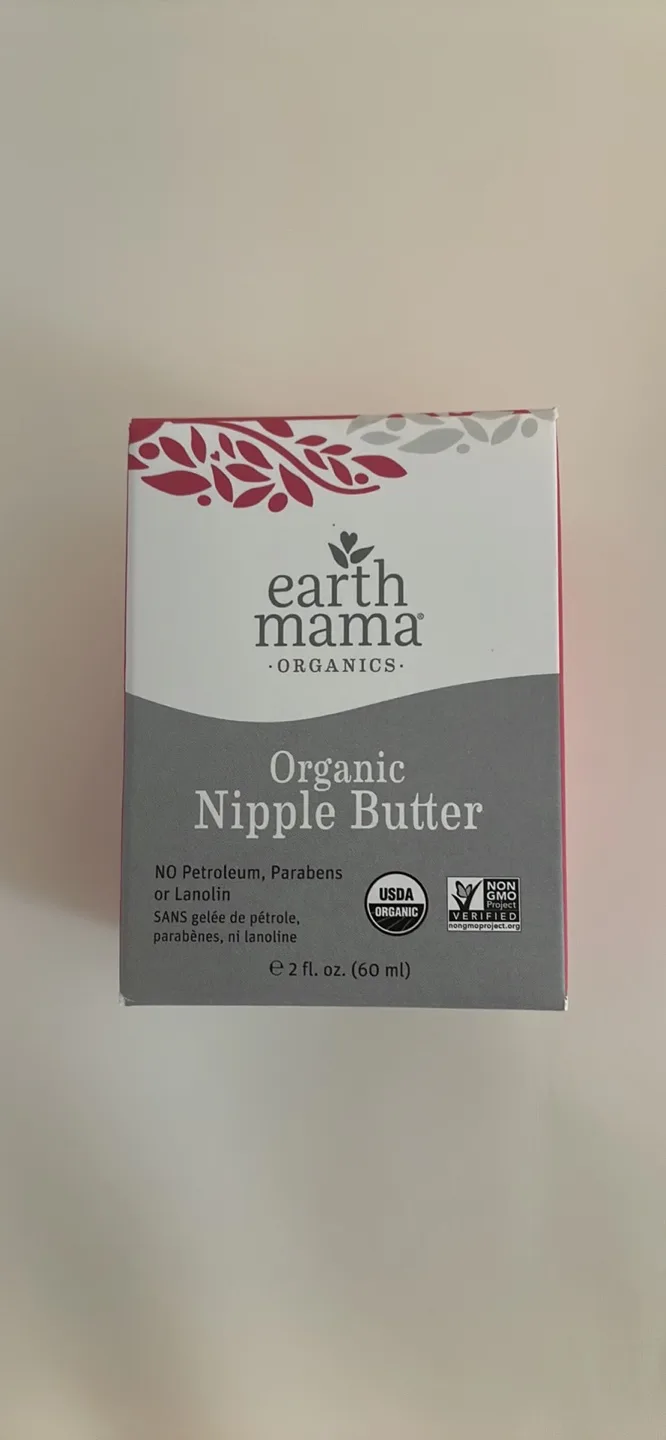 earth
mama®
·ORGANICS·
Organic
Nipple Butter
NO Petroleum, Parabens
or Lanolin
SANS gelée de pétrole,
parabènes, ni lanoline
USDA
ORGANIC
NON
GMO
Project
VERIFIED
nongmoproject.org
℮ 2 fl. oz. (60 ml)